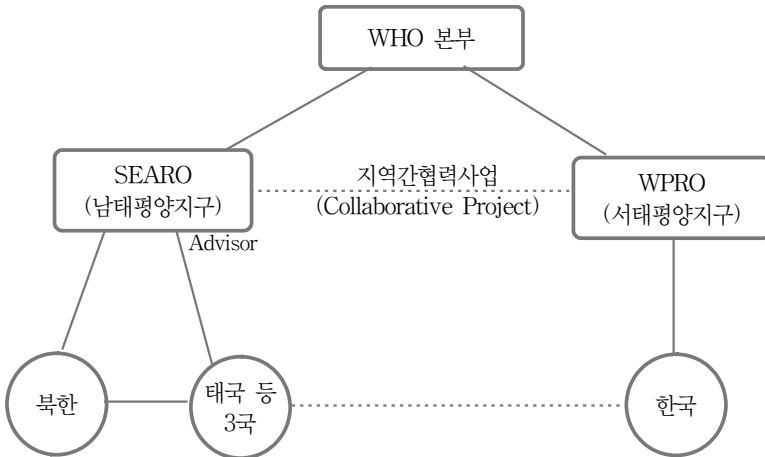 WHO 본부
SEARO
(남태평양지구)
지역간협력사업
(Collaborative Project)
WPRO
(서태평양지구)
Advisor
북한
태국 등
3국
한국